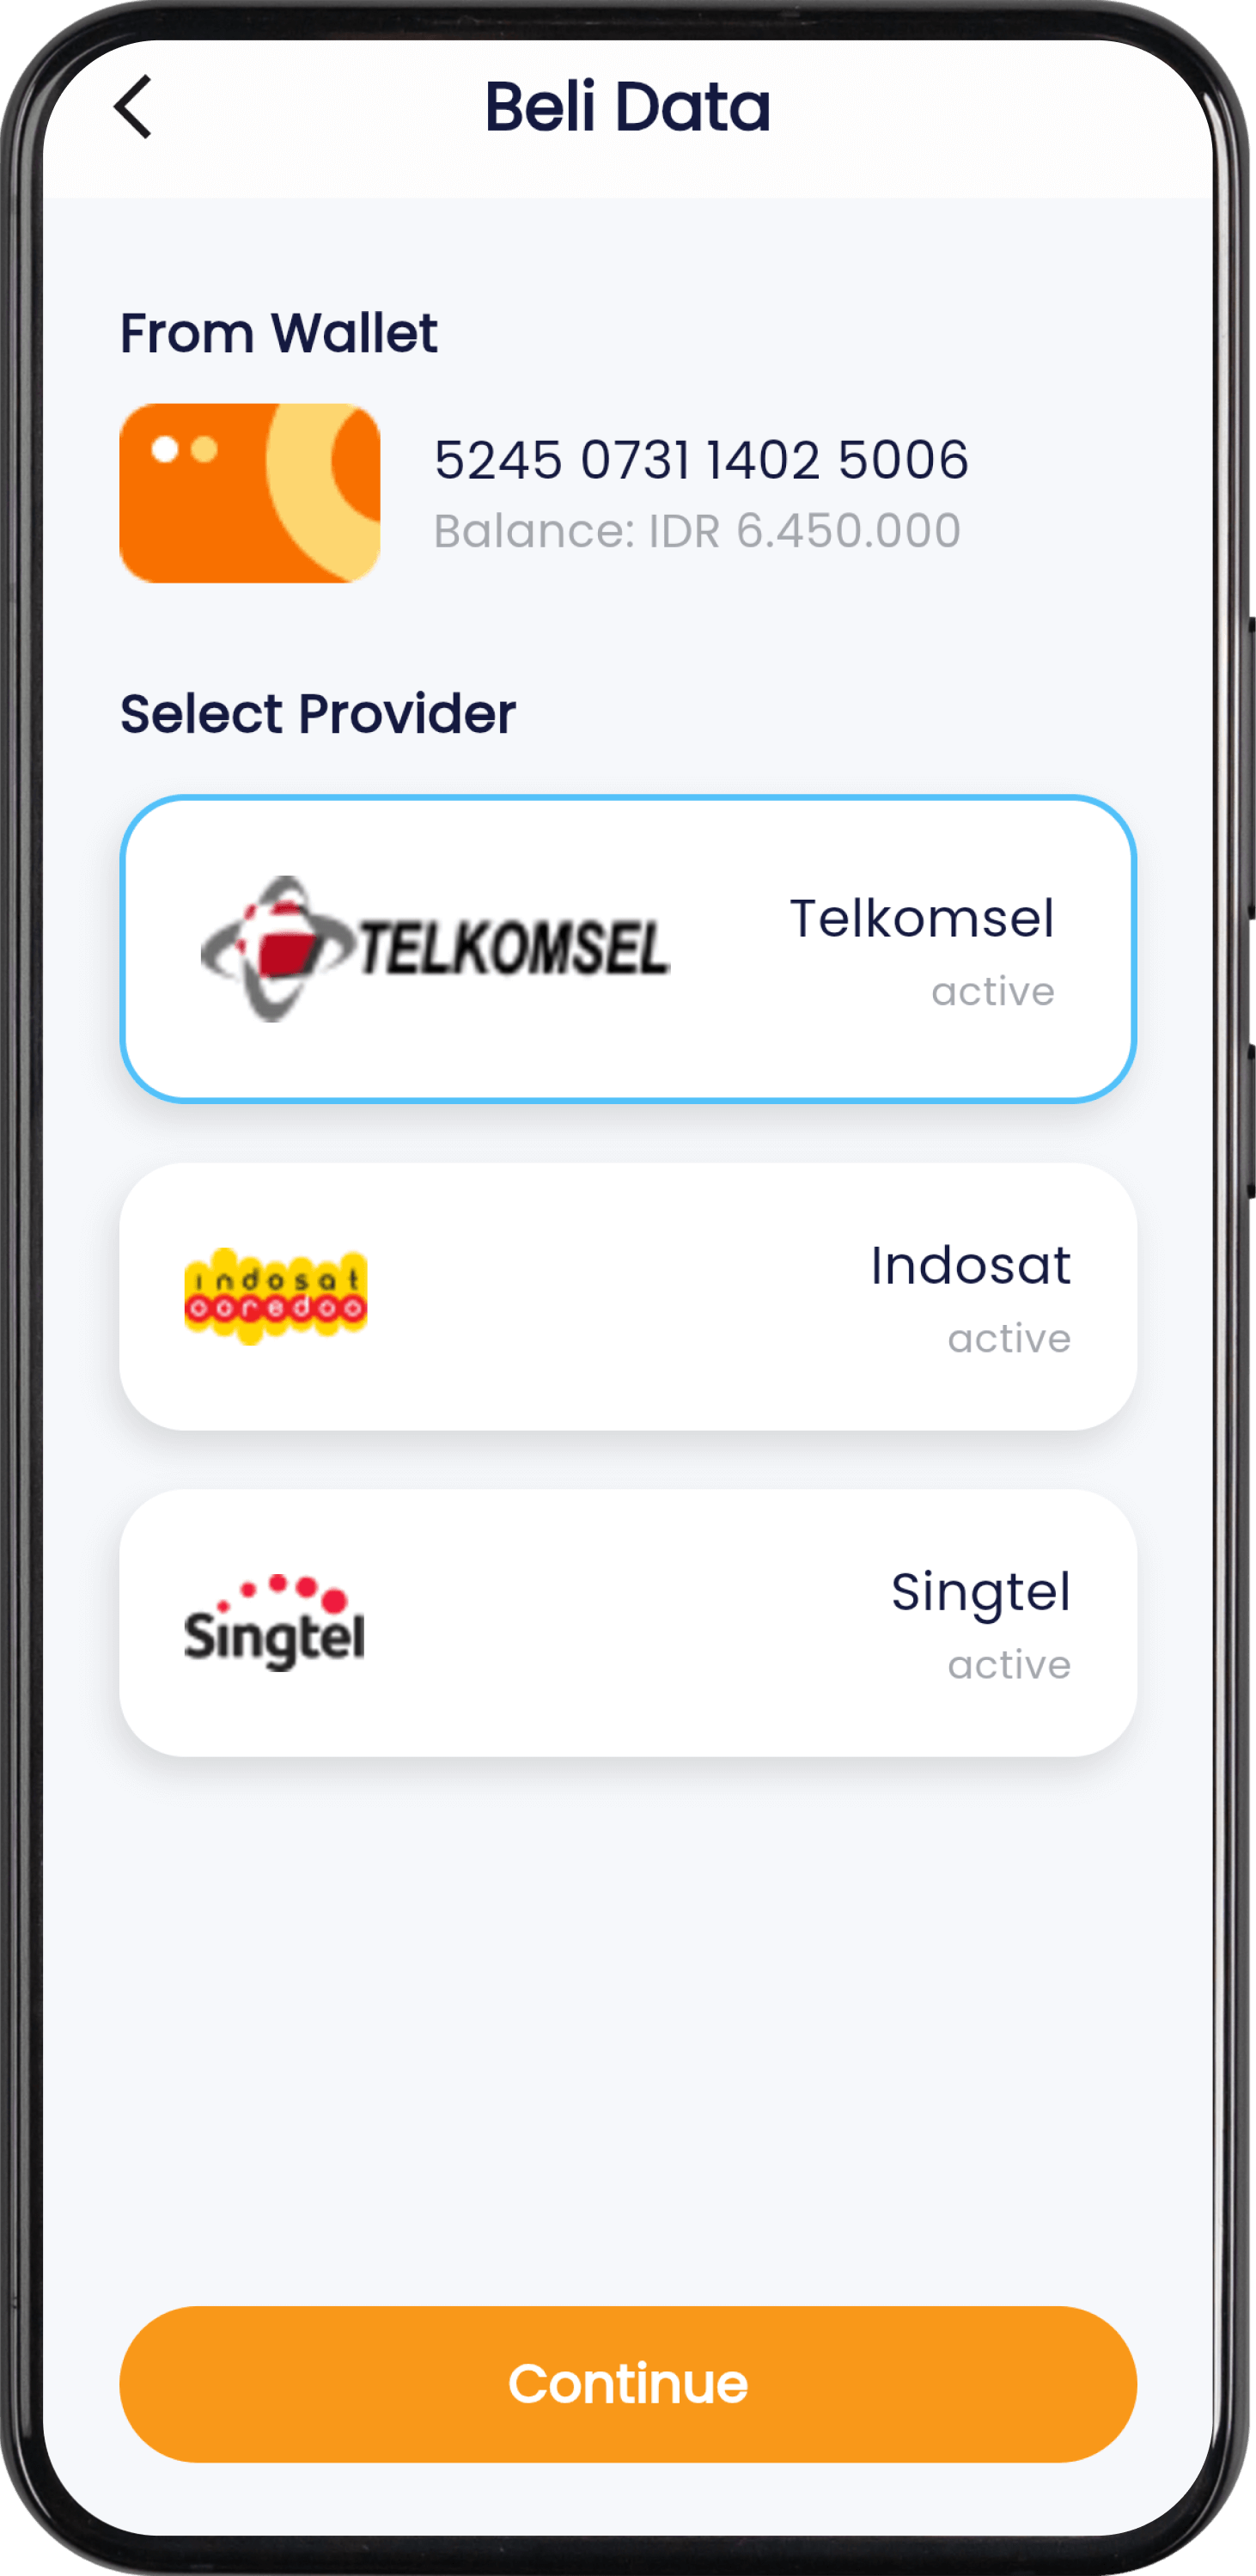 Beli Data
From Wallet
5245 0731 1402 5006
Balance: IDR 6.450.000
Select Provider
TELKOMSEL
Telkomsel
active
indosat
ooredoo
Indosat
active
Singtel
Singtel
active
Continue